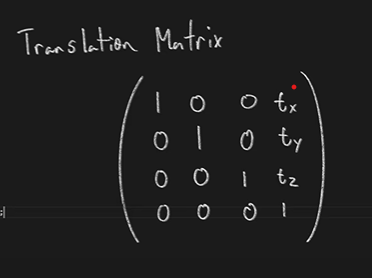 Translation Matrix
1 0 0 tx
0 1 0 ty
0 0 1 tz
0 0 0 1